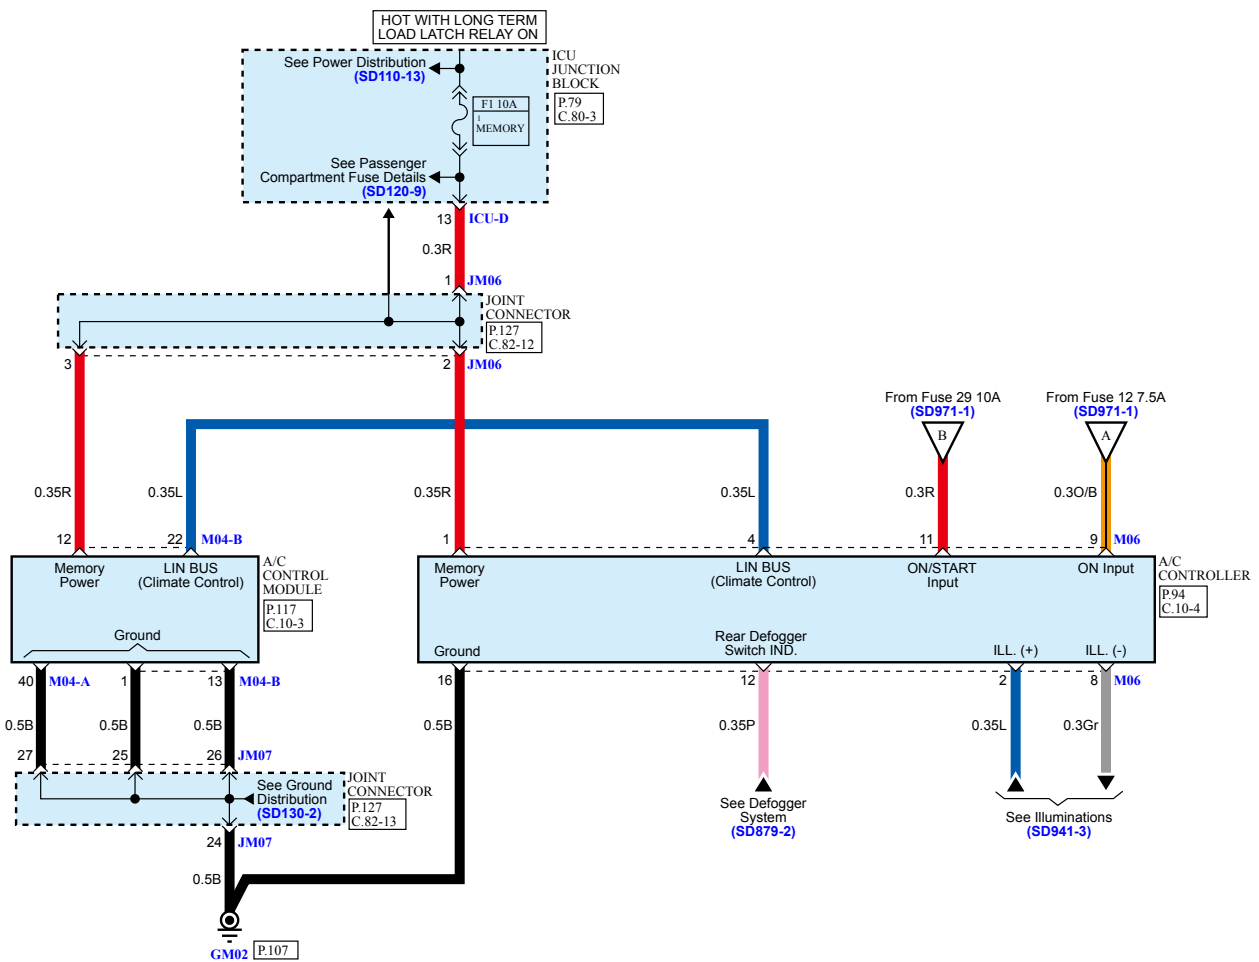 HOT WITH LONG TERM
LOAD LATCH RELAY ON
See Power Distribution
(SD110-13)
ICU
JUNCTION
BLOCK
P.79
C.80-3
F1 10A
1
MEMORY
See Passenger
Compartment Fuse Details
(SD120-9)
13 ICU-D
0.3R
1 JM06
JOINT
CONNECTOR
P.127
C.82-12
3
2 JM06
From Fuse 29 10A
(SD971-1)
B
From Fuse 12 7.5A
(SD971-1)
A
0.35R
0.35L
0.35R
0.35L
0.3R
0.3O/B
12
22 M04-B
1
4
11
9 M06
Memory
Power
LIN BUS
(Climate Control)
A/C
CONTROL
MODULE
P.117
C.10-3
Ground
Memory
Power
LIN BUS
(Climate Control)
ON/START
Input
ON Input
A/C
CONTROLLER
P.94
C.10-4
Ground
Rear Defogger
Switch IND.
ILL. (+)
ILL. (-)
40 M04-A
1
13 M04-B
16
12
2
8 M06
0.5B
0.5B
0.5B
0.5B
0.35P
0.35L
0.3Gr
27
25
26 JM07
See Ground
Distribution
(SD130-2)
JOINT
CONNECTOR
P.127
C.82-13
See Defogger
System
(SD879-2)
See Illuminations
(SD941-3)
24 JM07
0.5B
GM02
P.107